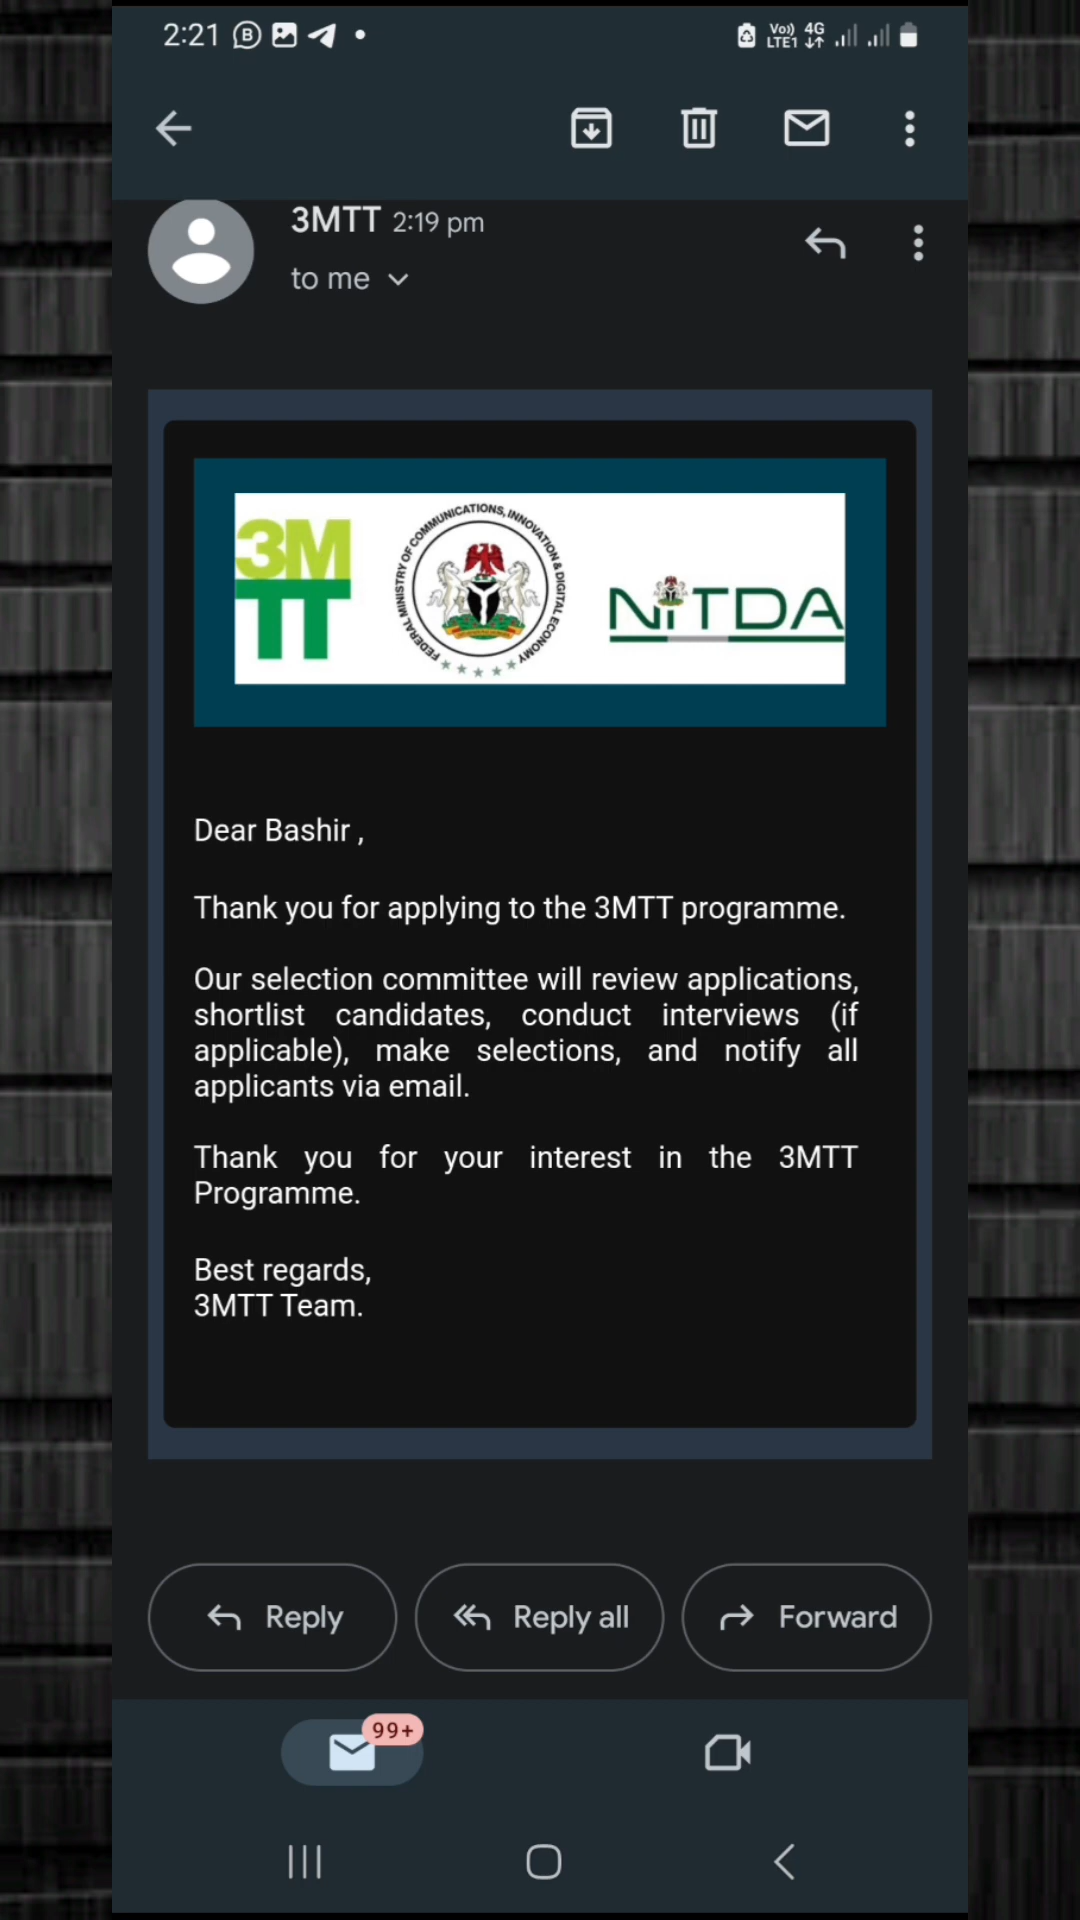 2:21
Vo)) 4G
LTE1
3MTT 2:19 pm
to me
3M
TT
FEDERAL MINISTRY OF COMMUNICATIONS, INNOVATION & DIGITAL ECONOMY
NITDA
Dear Bashir ,
Thank you for applying to the 3MTT programme.
Our selection committee will review applications,
shortlist candidates, conduct interviews (if
applicable), make selections, and notify all
applicants via email.
Thank you for your interest in the 3MTT
Programme.
Best regards,
3MTT Team.
Reply
Reply all
Forward
99+